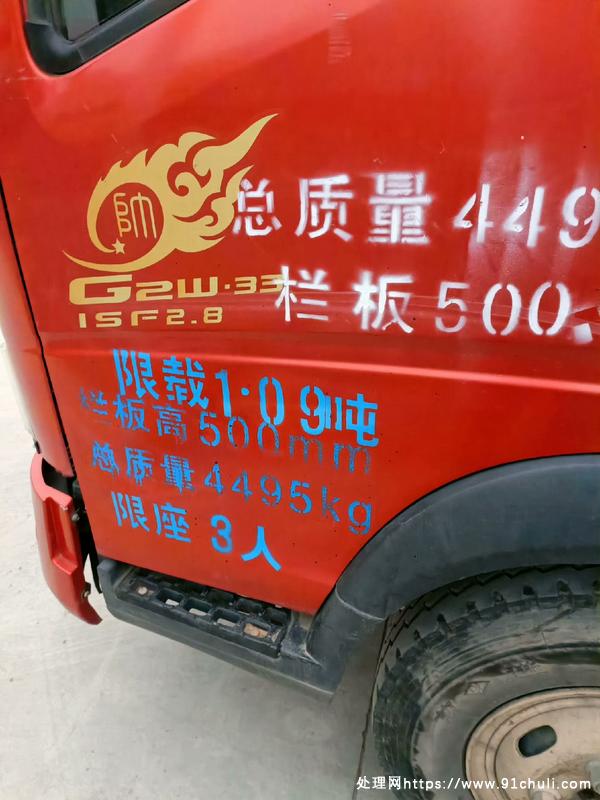 帅
总质量449
G2W·33
栏板500
ISF2.8
限载1·09吨
栏板高500mm
总质量4495kg
限座 3人
处理网https://www.91chuli.com/